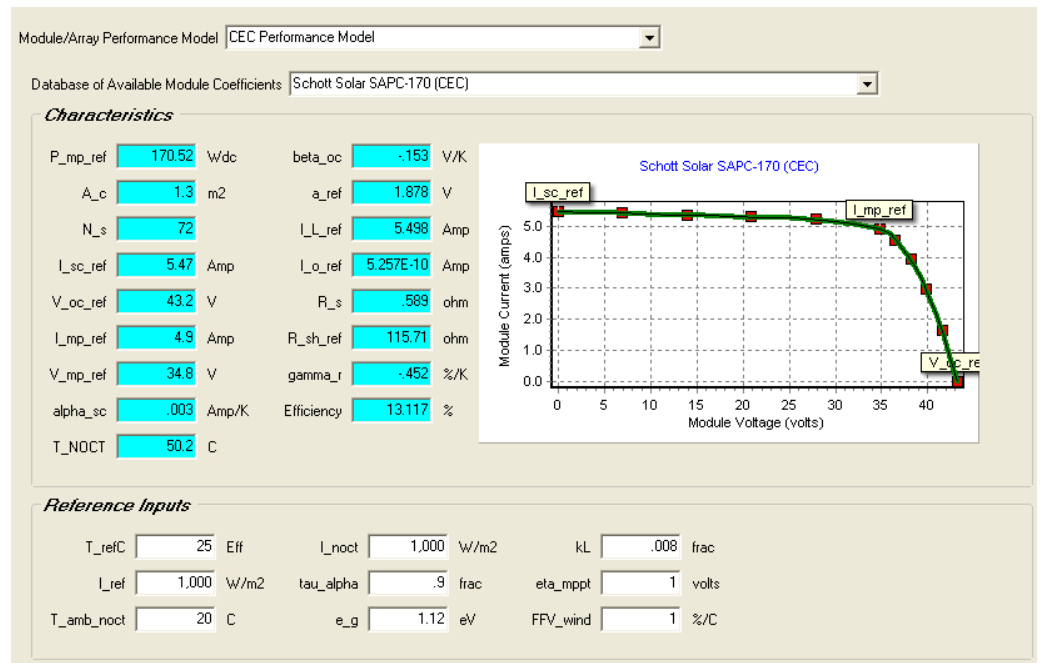 Module/Array Performance Model CEC Performance Model
Database of Available Module Coefficients Schott Solar SAPC-170 (CEC)
Characteristics
P_mp_ref 170.52 Wdc beta_oc -.153 V/K
A_c 1.3 m2 a_ref 1.878 V
N_s 72 I_L_ref 5.498 Amp
I_sc_ref 5.47 Amp I_o_ref 5.257E-10 Amp
V_oc_ref 43.2 V R_s .589 ohm
I_mp_ref 4.9 Amp R_sh_ref 115.71 ohm
V_mp_ref 34.8 V gamma_r -.452 %/K
alpha_sc .003 Amp/K Efficiency 13.117 %
T_NOCT 50.2 C
Schott Solar SAPC-170 (CEC)
I_sc_ref
I_mp_ref
V_oc_re
Module Current (amps)
5.0
4.0
3.0
2.0
1.0
0.0
0 5 10 15 20 25 30 35 40
Module Voltage (volts)
Reference Inputs
T_refC 25 Eff I_noct 1,000 W/m2 kL .008 frac
I_ref 1,000 W/m2 tau_alpha .9 frac eta_mppt 1 volts
T_amb_noct 20 C e_g 1.12 eV FFV_wind 1 %/C